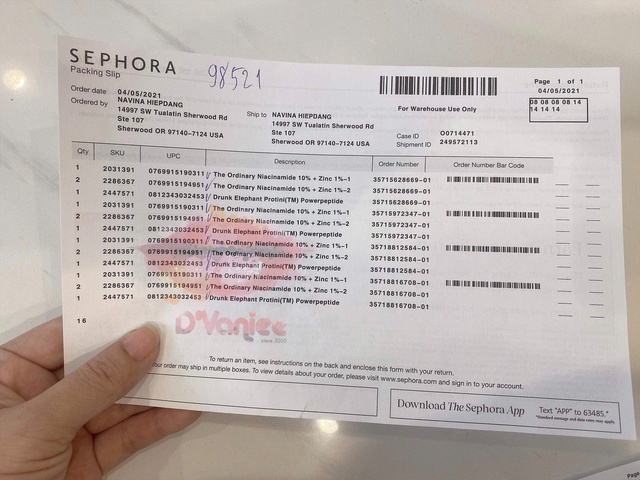 SEPHORA
Packing Slip
98521
Order date 04/05/2021
Ordered by NAVINA HIEPDANG
14997 SW Tualatin Sherwood Rd
Ste 107
Sherwood OR 97140-7124 USA
Ship to NAVINA HIEPDANG
14997 SW Tualatin Sherwood Rd
Ste 107
Sherwood OR 97140-7124 USA
For Warehouse Use Only
Case ID O0714471
Shipment ID 249572113
Page 1 of 1
04/05/2021
08 08 08 08 14
14 14 14
Qty SKU UPC Description Order Number Order Number Bar Code
1 2031391 0769915190311 The Ordinary Niacinamide 10% + Zinc 1%-1 35715628669-01
2 2286367 0769915194951 The Ordinary Niacinamide 10% + Zinc 1%-2 35715628669-01
1 2447571 0812343032453 Drunk Elephant Protini(TM) Powerpeptide 35715628669-01
1 2031391 0769915190311 The Ordinary Niacinamide 10% + Zinc 1%-1 35715972347-01
2 2286367 0769915194951 The Ordinary Niacinamide 10% + Zinc 1%-2 35715972347-01
1 2447571 0812343032453 Drunk Elephant Protini(TM) Powerpeptide 35715972347-01
1 2031391 0769915190311 The Ordinary Niacinamide 10% + Zinc 1%-1 35718812584-01
2 2286367 0769915194951 The Ordinary Niacinamide 10% + Zinc 1%-2 35718812584-01
1 2447571 0812343032453 Drunk Elephant Protini(TM) Powerpeptide 35718812584-01
1 2031391 0769915190311 The Ordinary Niacinamide 10% + Zinc 1%-1 35718816708-01
2 2286367 0769915194951 The Ordinary Niacinamide 10% + Zinc 1%-2 35718816708-01
1 2447571 0812343032453 Drunk Elephant Protini(TM) Powerpeptide 35718816708-01
16
D'Vanjee
since 2020
To return an item, see instructions on the back and enclose this form with your return.
our order may ship in multiple boxes. To view details about your order, please visit www.sephora.com and sign in to your account.
Download The Sephora App
Text "APP" to 63485.*
*Standard message and data rates may apply.
Page